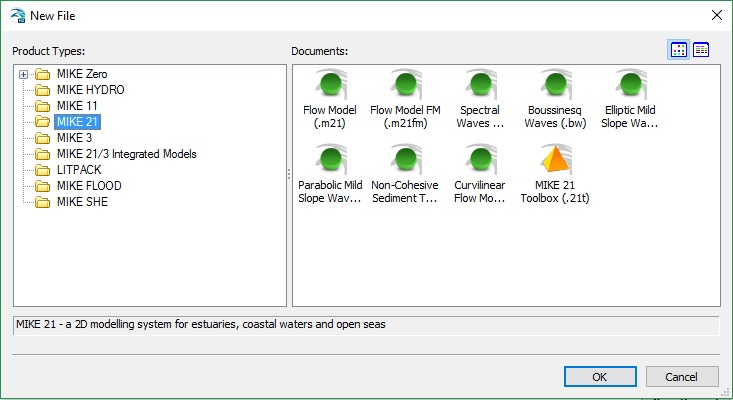 New File
Product Types:
MIKE Zero
MIKE HYDRO
MIKE 11
MIKE 21
MIKE 3
MIKE 21/3 Integrated Models
LITPACK
MIKE FLOOD
MIKE SHE
Documents:
Flow Model
(.m21)
Flow Model FM
(.m21fm)
Spectral
Waves ...
Boussinesq
Waves (.bw)
Elliptic Mild
Slope Wa...
Parabolic Mild
Slope Wav...
Non-Cohesive
Sediment T...
Curvilinear
Flow Mo...
MIKE 21
Toolbox (.21t)
MIKE 21 - a 2D modelling system for estuaries, coastal waters and open seas
OK
Cancel